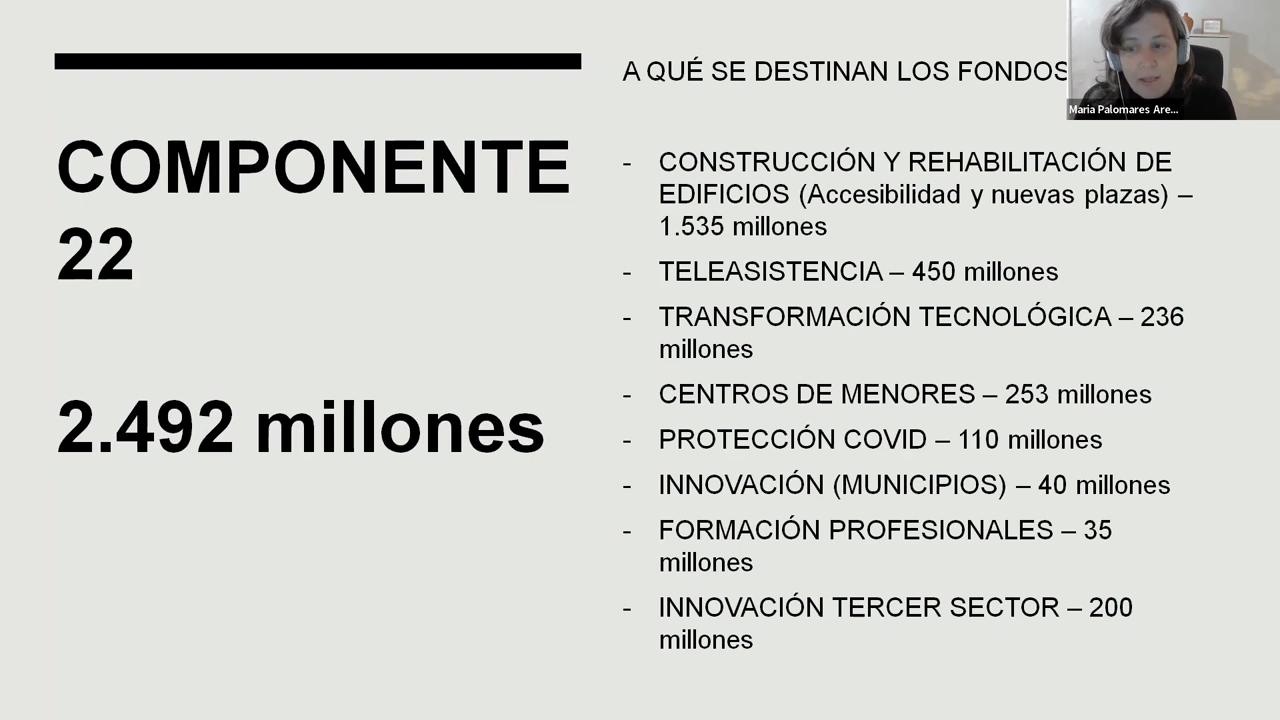 COMPONENTE
22
2.492 millones
A QUÉ SE DESTINAN LOS FONDOS
Maria Palomares Are...
- CONSTRUCCIÓN Y REHABILITACIÓN DE
EDIFICIOS (Accesibilidad y nuevas plazas) –
1.535 millones
- TELEASISTENCIA – 450 millones
- TRANSFORMACIÓN TECNOLÓGICA – 236
millones
- CENTROS DE MENORES – 253 millones
- PROTECCIÓN COVID – 110 millones
- INNOVACIÓN (MUNICIPIOS) – 40 millones
- FORMACIÓN PROFESIONALES – 35
millones
- INNOVACIÓN TERCER SECTOR – 200
millones